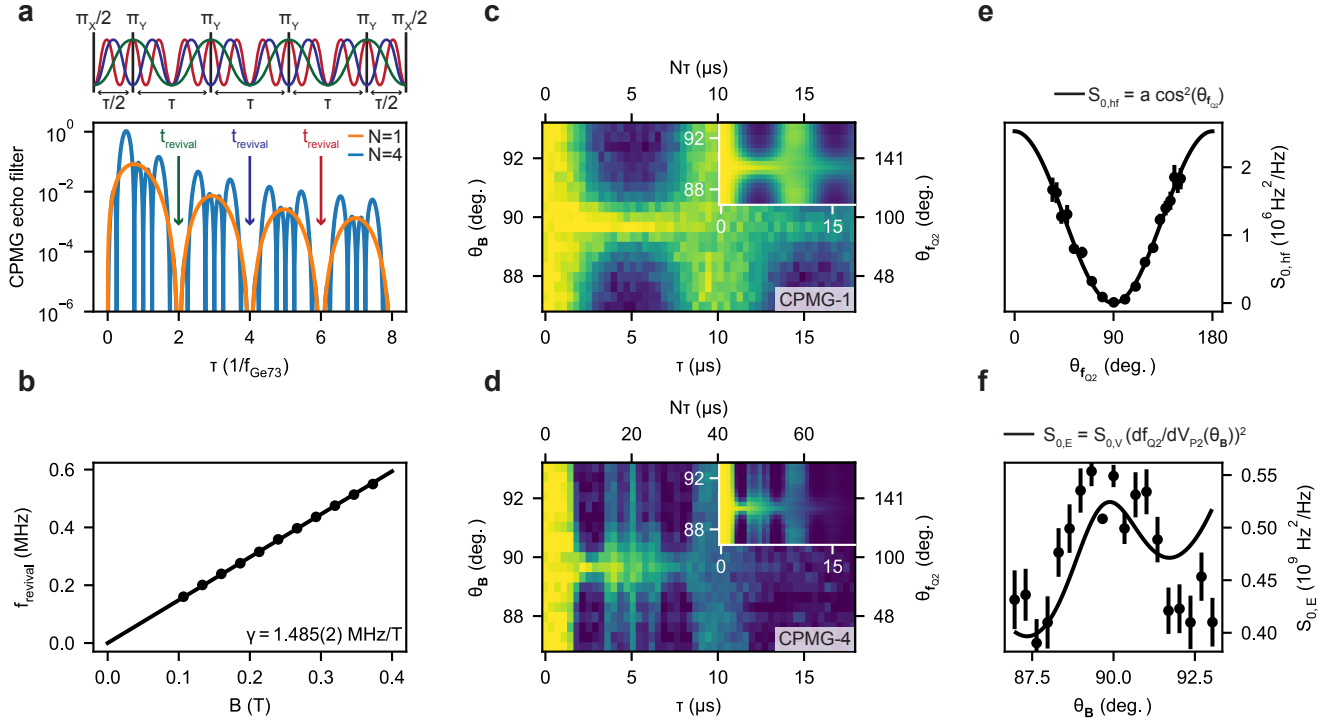 a
π_X/2 π_Y π_Y π_Y π_Y π_X/2
τ/2 τ τ τ τ/2
CPMG echo filter
10^0
10^-2
10^-4
10^-6
t_revival t_revival t_revival
N=1
N=4
0 2 4 6 8
τ (1/f_Ge73)
b
f_revival (MHz)
0.6
0.4
0.2
0.0
γ = 1.485(2) MHz/T
0.0 0.1 0.2 0.3 0.4
B (T)
c
Nτ (μs)
0 5 10 15
θ_B (deg.)
92
90
88
92
88
0 15
141
100
48
θ_fQ2 (deg.)
CPMG-1
0 5 10 15
τ (μs)
d
Nτ (μs)
0 20 40 60
θ_B (deg.)
92
90
88
92
88
0 15
141
100
48
θ_fQ2 (deg.)
CPMG-4
0 5 10 15
τ (μs)
e
S_0,hf = a cos²(θ_fQ2)
2
1
0
S_0,hf (10^6 Hz²/Hz)
0 90 180
θ_fQ2 (deg.)
f
S_0,E = S_0,V (df_Q2/dV_P2(θ_B))²
0.55
0.50
0.45
0.40
S_0,E (10^9 Hz²/Hz)
87.5 90.0 92.5
θ_B (deg.)